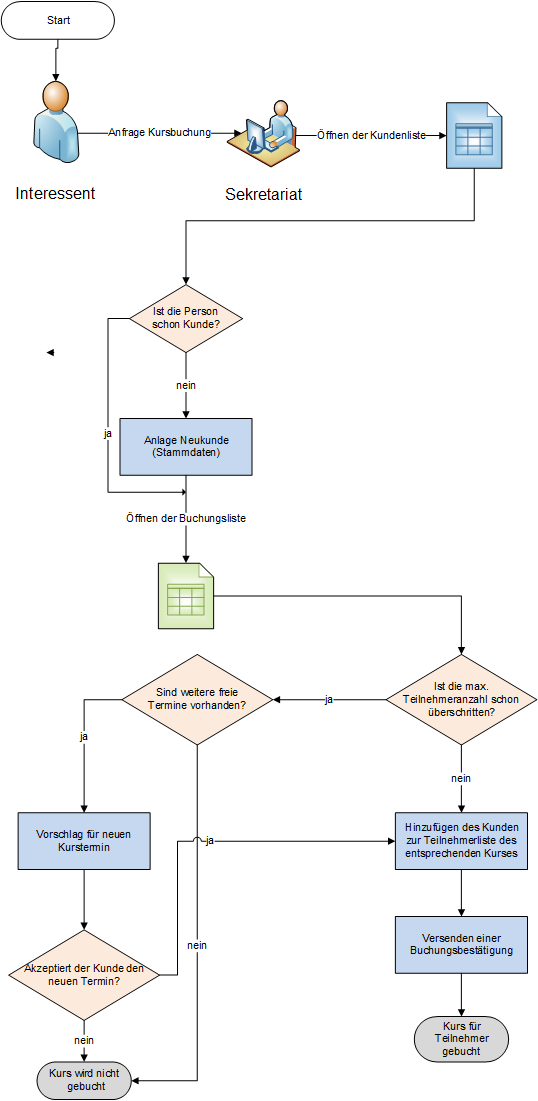 Start
Anfrage Kursbuchung
Öffnen der Kundenliste
Interessent
Sekretariat
Ist die Person
schon Kunde?
nein
ja
Anlage Neukunde
(Stammdaten)
Öffnen der Buchungsliste
Ist die max.
Teilnehmeranzahl schon
überschritten?
ja
Sind weitere freie
Termine vorhanden?
ja
nein
Vorschlag für neuen
Kurstermin
ja
Hinzufügen des Kunden
zur Teilnehmerliste des
entsprechenden Kurses
nein
Akzeptiert der Kunde den
neuen Termin?
Versenden einer
Buchungsbestätigung
nein
Kurs wird nicht
gebucht
Kurs für
Teilnehmer
gebucht